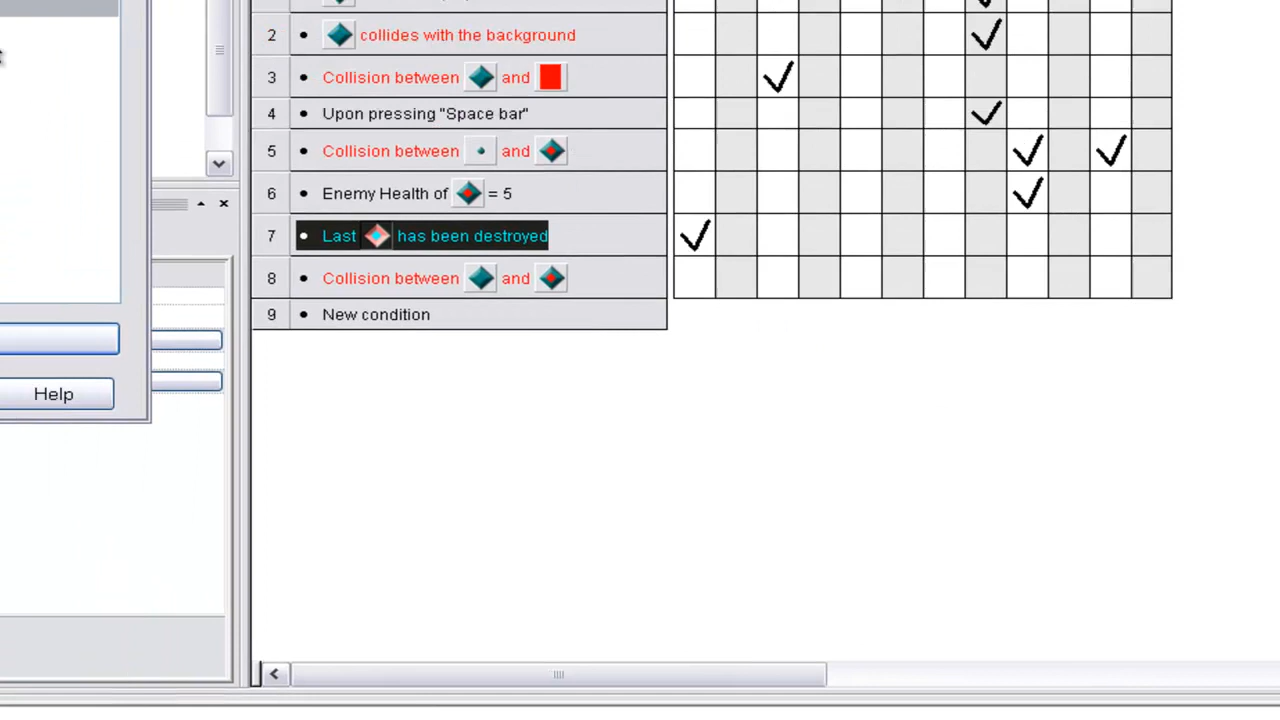 2 • collides with the background
3 • Collision between and
4 • Upon pressing "Space bar"
5 • Collision between and
6 • Enemy Health of = 5
7 • Last has been destroyed
8 • Collision between and
9 • New condition
Help